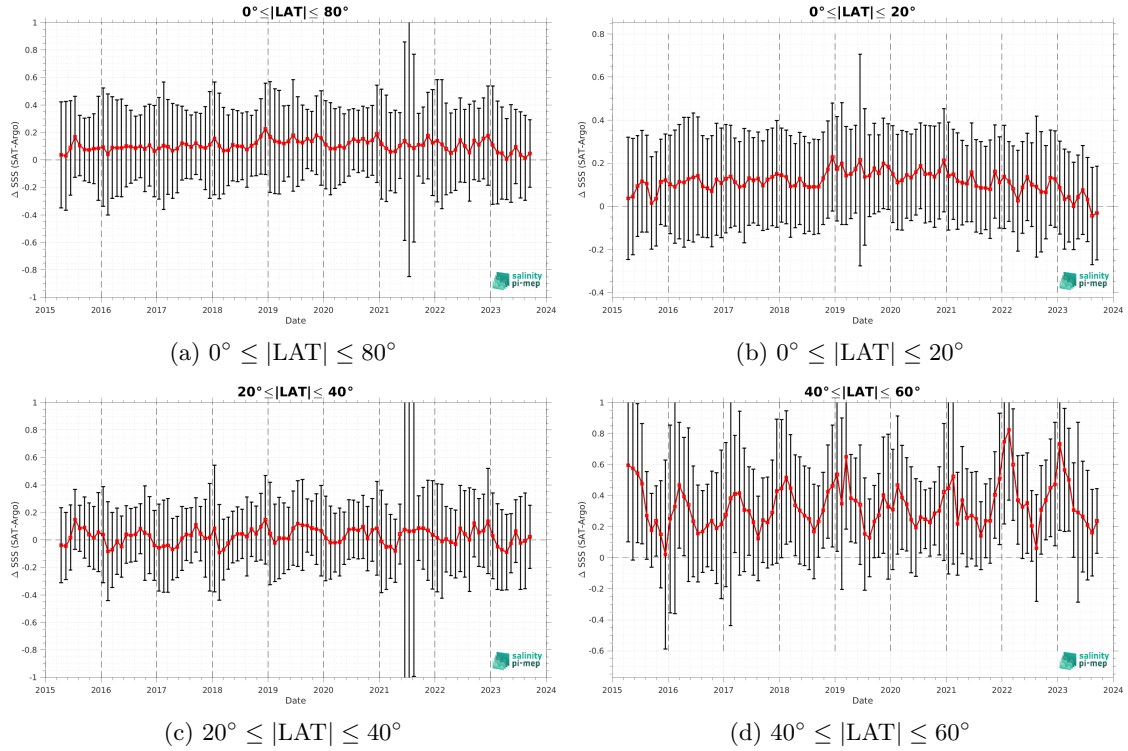 0°≤|LAT|≤ 80°
Δ SSS (SAT-Argo)
1
0.8
0.6
0.4
0.2
0
-0.2
-0.4
-0.6
-0.8
-1
2015 2016 2017 2018 2019 2020 2021 2022 2023 2024
Date
salinity
pi-mep
(a) 0° ≤ |LAT| ≤ 80°
0°≤|LAT|≤ 20°
Δ SSS (SAT-Argo)
0.8
0.6
0.4
0.2
0
-0.2
-0.4
2015 2016 2017 2018 2019 2020 2021 2022 2023 2024
Date
salinity
pi-mep
(b) 0° ≤ |LAT| ≤ 20°
20°≤|LAT|≤ 40°
Δ SSS (SAT-Argo)
1
0.8
0.6
0.4
0.2
0
-0.2
-0.4
-0.6
-0.8
-1
2015 2016 2017 2018 2019 2020 2021 2022 2023 2024
Date
salinity
pi-mep
(c) 20° ≤ |LAT| ≤ 40°
40°≤|LAT|≤ 60°
Δ SSS (SAT-Argo)
1
0.8
0.6
0.4
0.2
0
-0.2
-0.4
-0.6
2015 2016 2017 2018 2019 2020 2021 2022 2023 2024
Date
salinity
pi-mep
(d) 40° ≤ |LAT| ≤ 60°